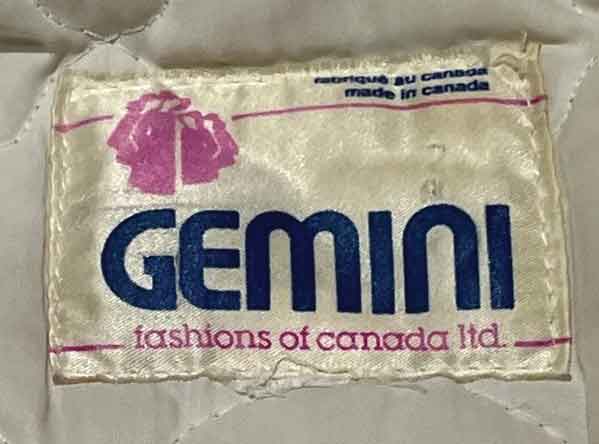 fabriqué au canada
made in canada
GEMINI
fashions of canada ltd.